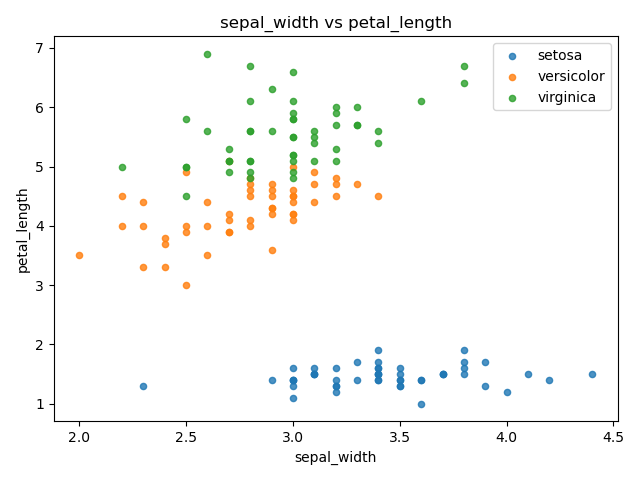 sepal_width vs petal_length
setosa
versicolor
virginica
petal_length
7
6
5
4
3
2
1
2.0 2.5 3.0 3.5 4.0 4.5
sepal_width